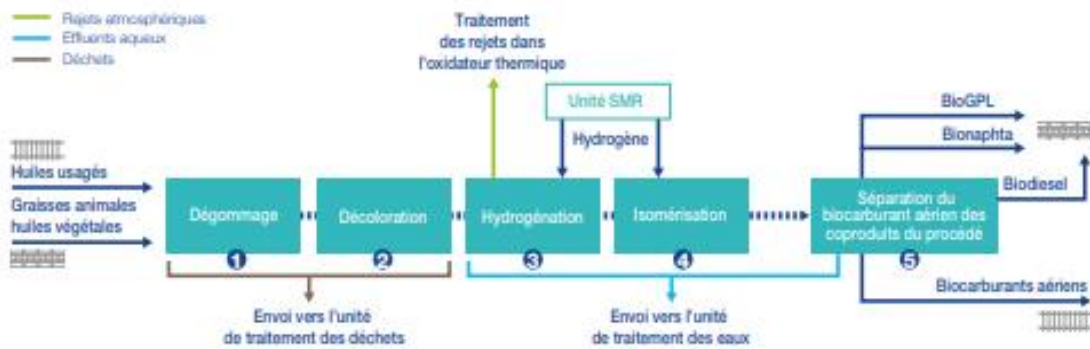 Rejets atmosphériques
Effluents aqueux
Déchets
Traitement
des rejets dans
l'oxidateur thermique
Unité SMR
Hydrogène
Huiles usagés
Graisses animales
huiles végétales
Dégommage
Décoloration
Hydrogénation
Isomérisation
Séparation du
biocarburant aérien des
coproduits du procédé
1
2
3
4
5
BioGPL
Bionaphta
Biodiesel
Biocarburants aériens
Envoi vers l'unité
de traitement des déchets
Envoi vers l'unité
de traitement des eaux